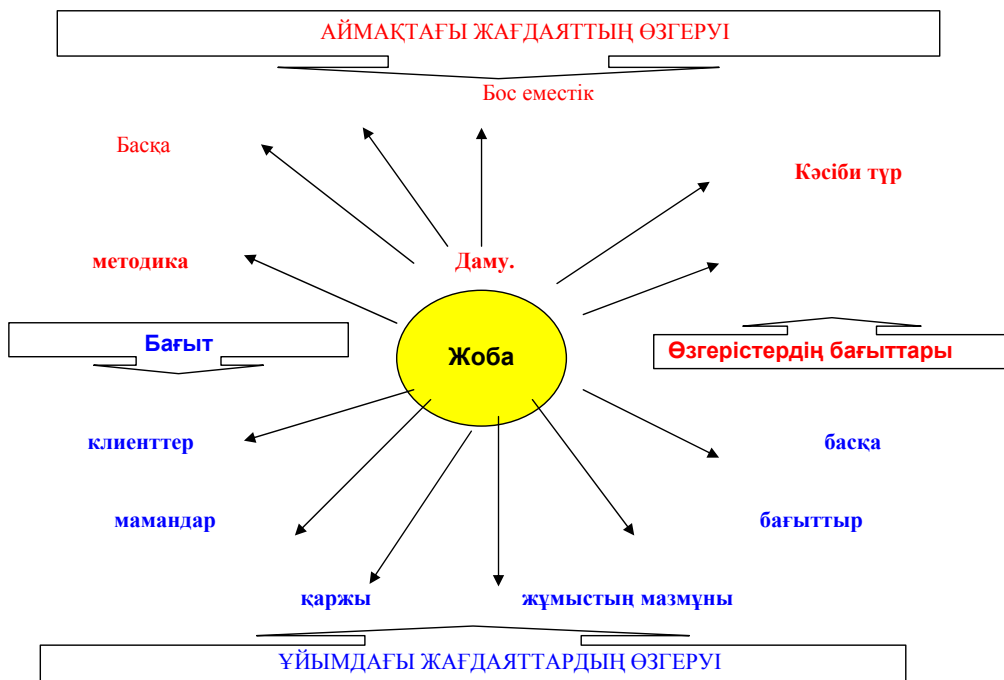 АЙМАҚТАҒЫ ЖАҒДАЯТТЫҢ ӨЗГЕРУІ
Бос еместік
Басқа
Кәсіби түр
методика
Даму.
Бағыт
Жоба
Өзгерістердің бағыттары
клиенттер
басқа
мамандар
бағыттыр
қаржы
жұмыстың мазмұны
ҰЙЫМДАҒЫ ЖАҒДАЯТТАРДЫҢ ӨЗГЕРУІ